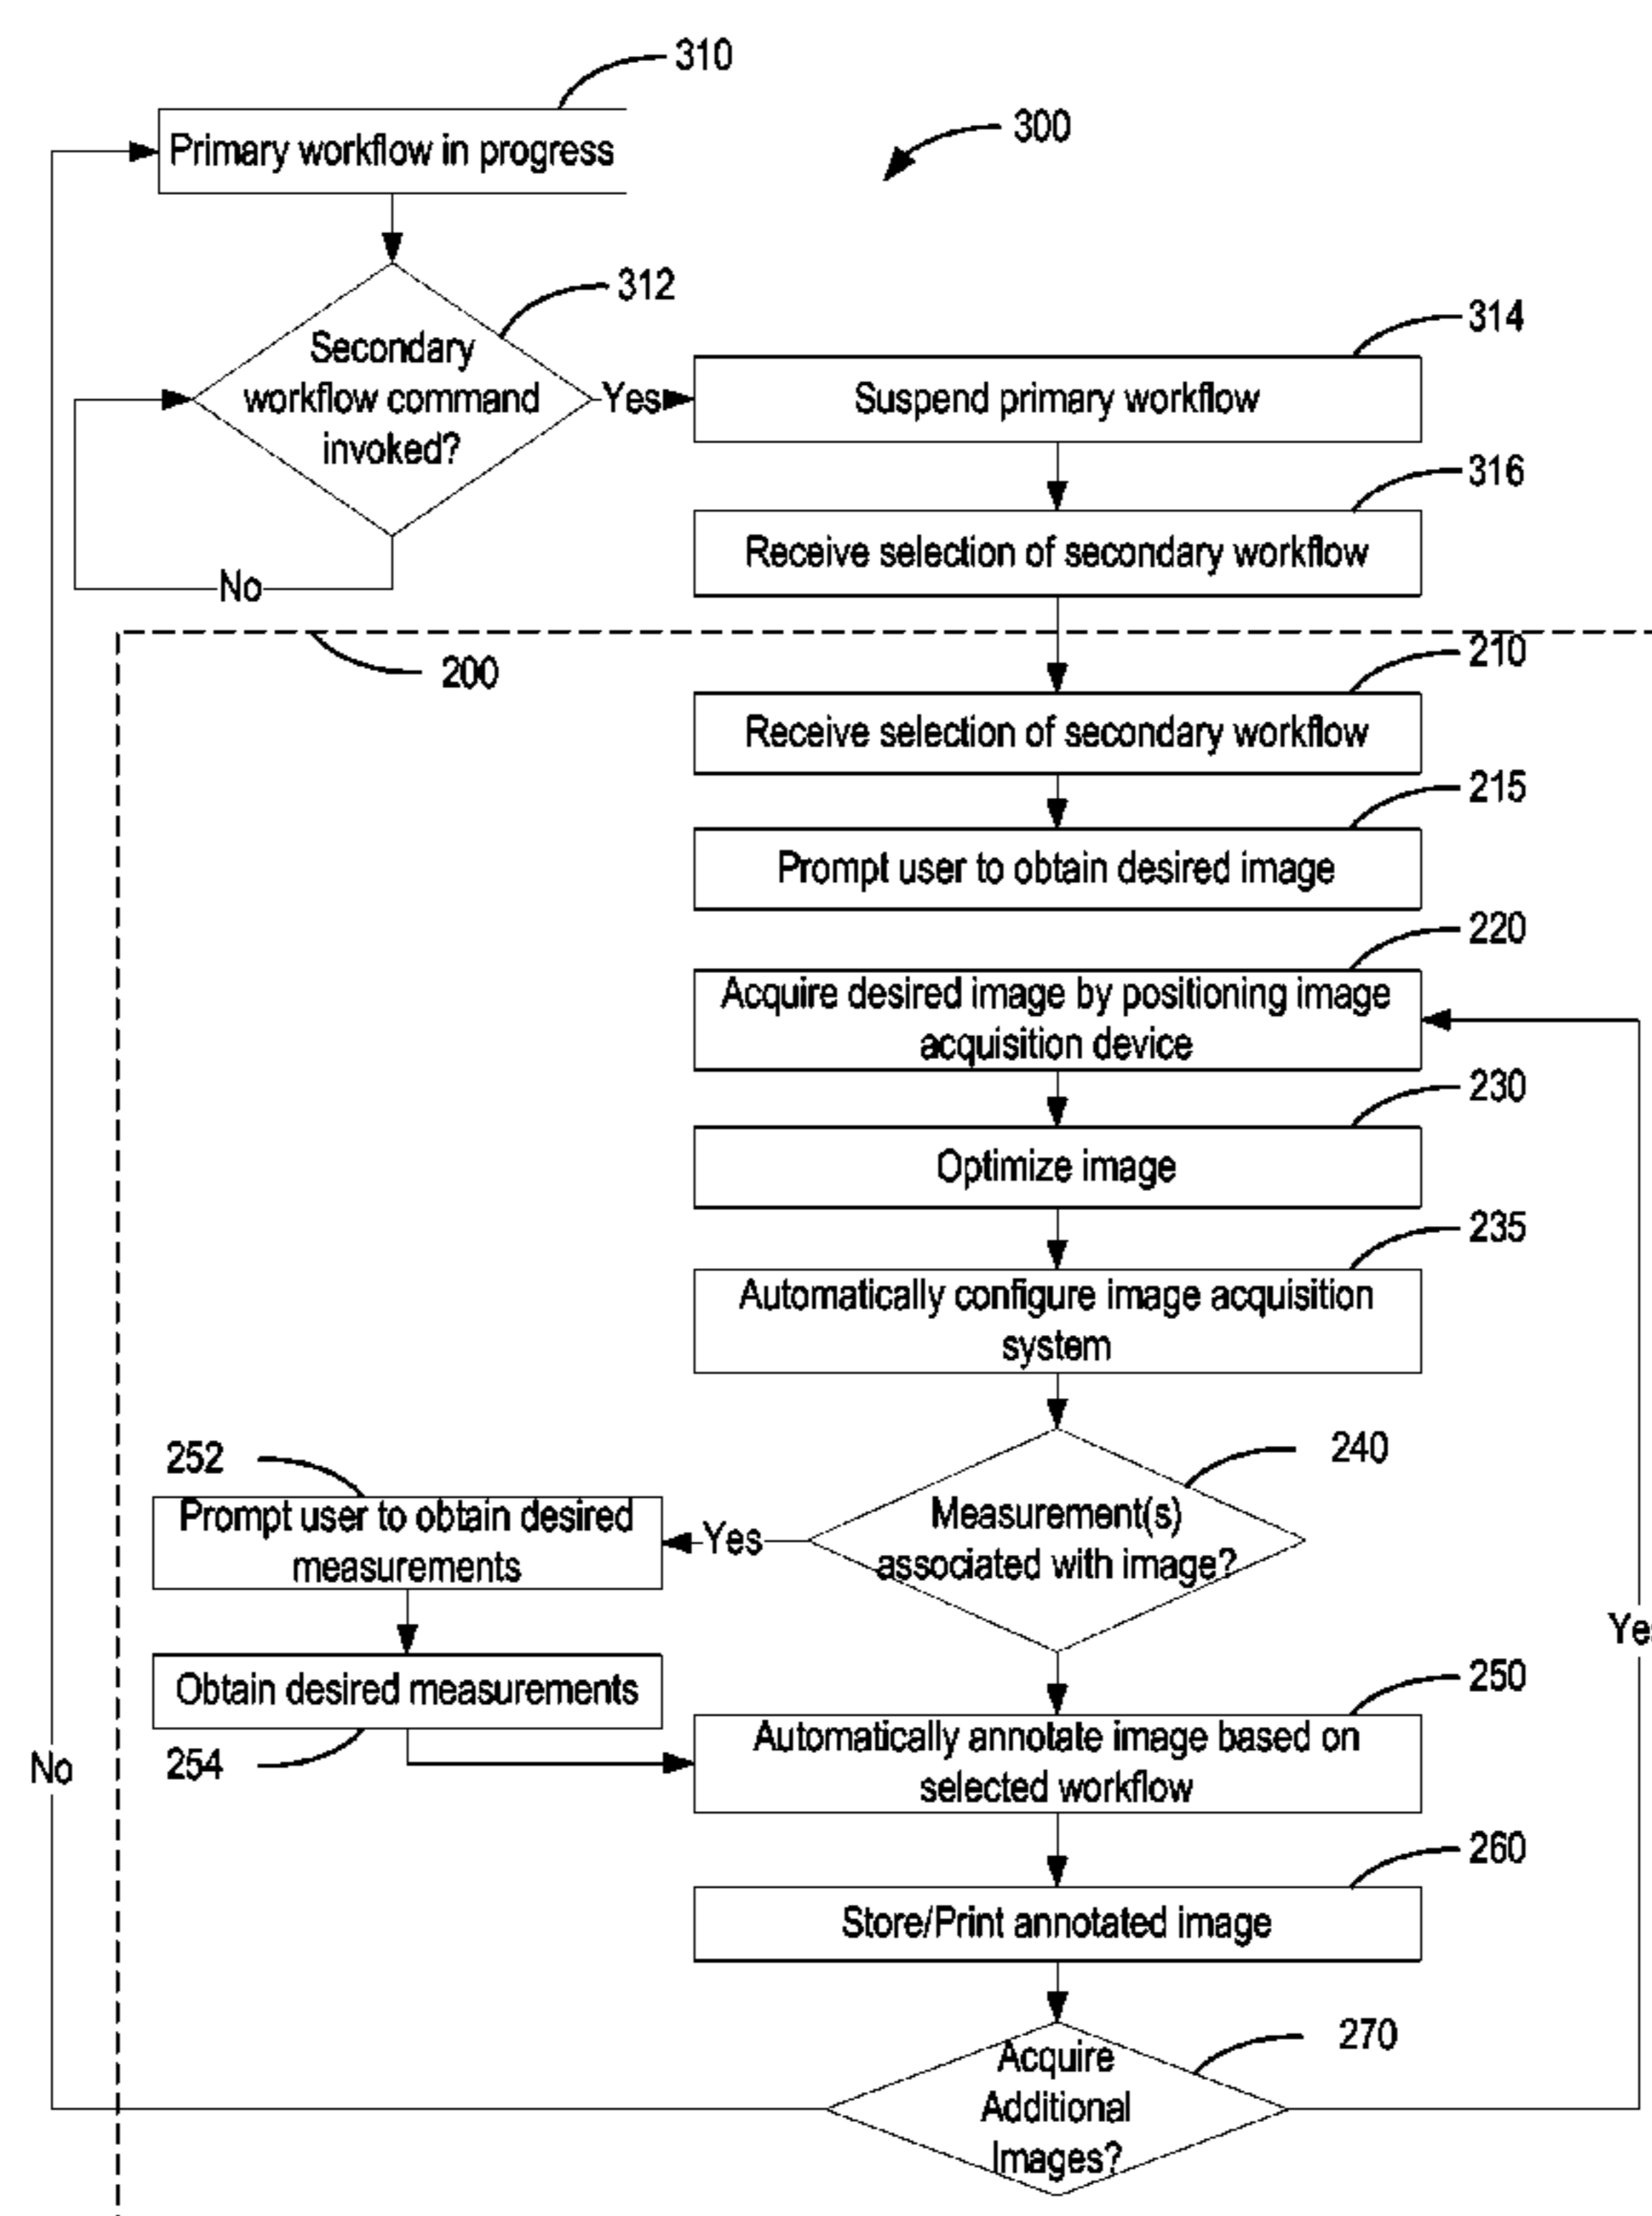 310
Primary workflow in progress
300
312
Secondary
workflow command
invoked?
Yes
No
314
Suspend primary workflow
316
Receive selection of secondary workflow
200
210
Receive selection of secondary workflow
215
Prompt user to obtain desired image
220
Acquire desired image by positioning image
acquisition device
230
Optimize image
235
Automatically configure image acquisition
system
240
Measurement(s)
associated with image?
Yes
252
Prompt user to obtain desired
measurements
Obtain desired measurements
254
250
Automatically annotate image based on
selected workflow
260
Store/Print annotated image
270
Acquire
Additional
Images?
No